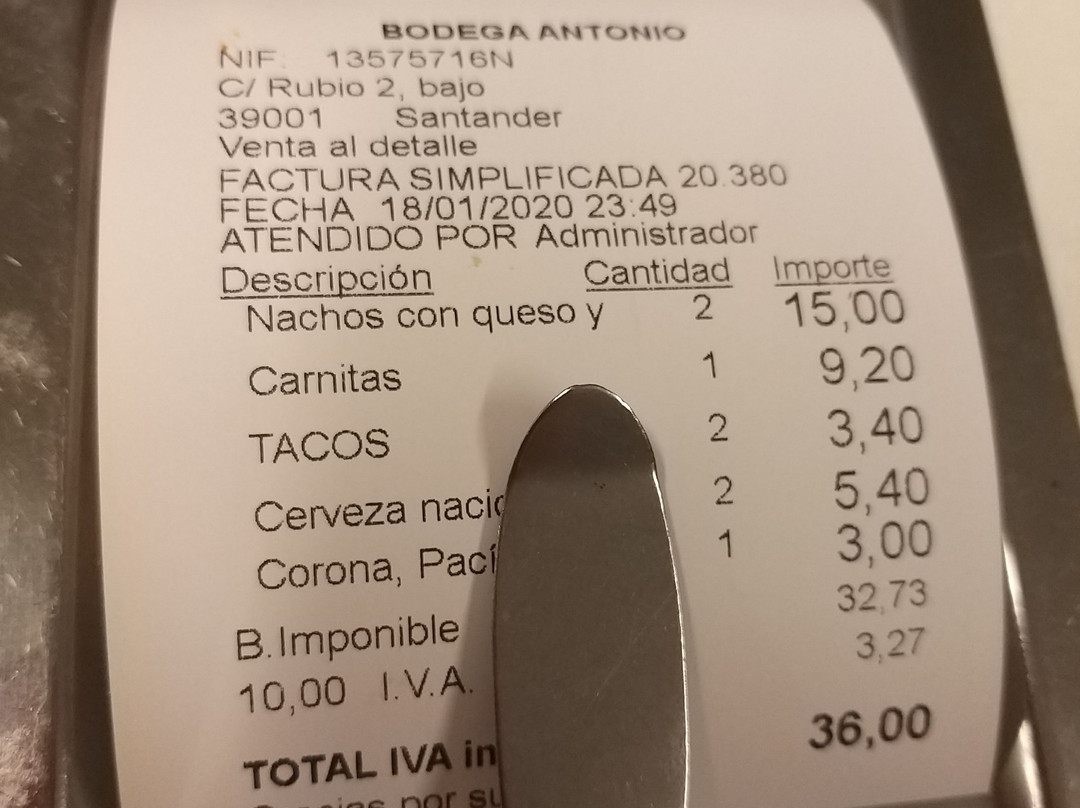 BODEGA ANTONIO
NIF: 13575716N
C/ Rubio 2, bajo
39001 Santander
Venta al detalle
FACTURA SIMPLIFICADA 20.380
FECHA 18/01/2020 23:49
ATENDIDO POR Administrador
Descripción Cantidad Importe
Nachos con queso y 2 15,00
Carnitas 1 9,20
TACOS 2 3,40
Cerveza 2 5,40
Corona, 1 3,00
B.Imponible 32,73
10,00 I.V.A. 3,27
TOTAL IVA 36,00
por